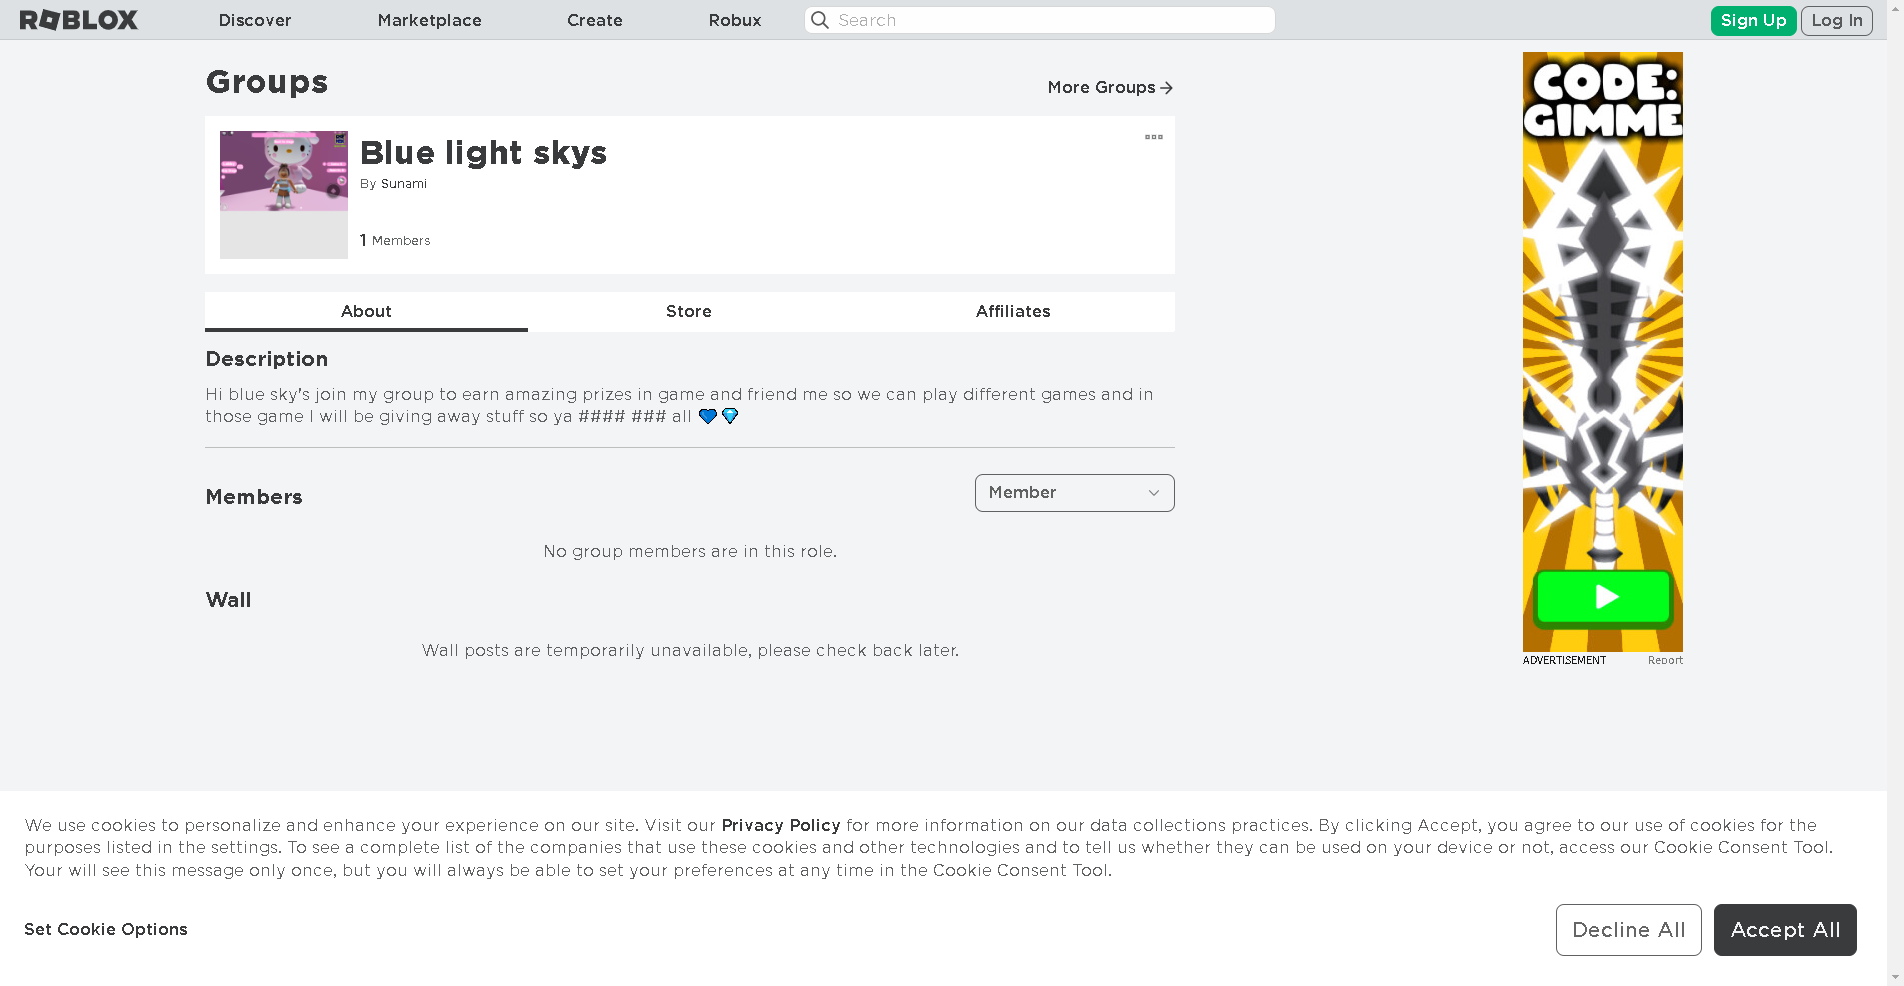 ROBLOX
Discover
Marketplace
Create
Robux
Search
Sign Up
Log In
Groups
More Groups
Blue light skys
By Sunami
1 Members
About
Store
Affiliates
Description
Hi blue sky's join my group to earn amazing prizes in game and friend me so we can play different games and in
those game I will be giving away stuff so ya #### ### all 💙💎
Members
Member
No group members are in this role.
Wall
Wall posts are temporarily unavailable, please check back later.
CODE:
GIMME
ADVERTISEMENT
Report
We use cookies to personalize and enhance your experience on our site. Visit our Privacy Policy for more information on our data collections practices. By clicking Accept, you agree to our use of cookies for the
purposes listed in the settings. To see a complete list of the companies that use these cookies and other technologies and to tell us whether they can be used on your device or not, access our Cookie Consent Tool.
Your will see this message only once, but you will always be able to set your preferences at any time in the Cookie Consent Tool.
Set Cookie Options
Decline All
Accept All